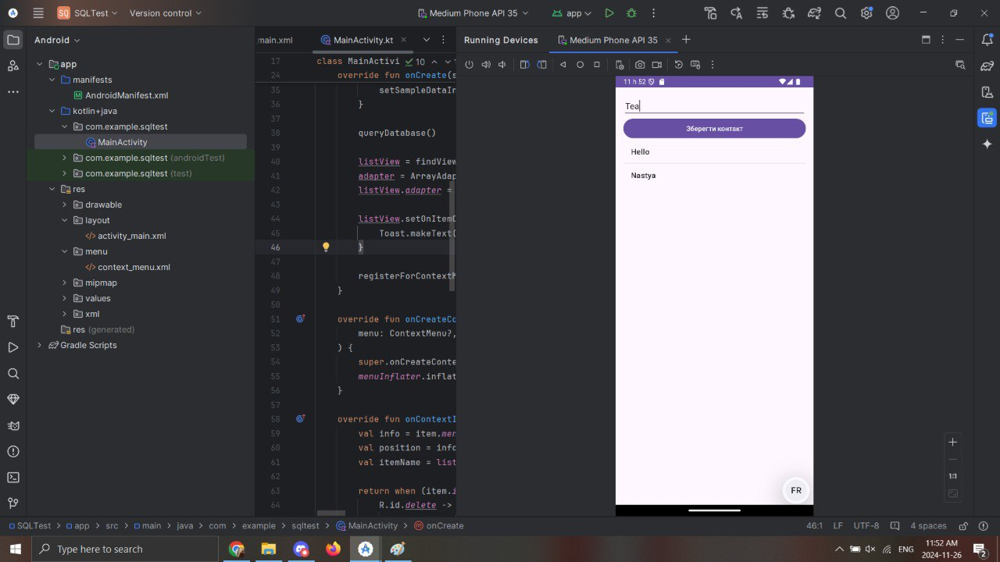 SQ SQLTest Version control Medium Phone API 35 app
Android
app
manifests
AndroidManifest.xml
kotlin+java
com.example.sqltest
MainActivity
com.example.sqltest (androidTest)
com.example.sqltest (test)
res
drawable
layout
activity_main.xml
menu
context_menu.xml
mipmap
values
xml
res (generated)
Gradle Scripts
main.xml MainActivity.kt
10
17 class MainActivi
24 override fun onCreate(s
35 setSampleDataIn
36 }
37
38 queryDatabase()
39
40 listView = findView
41 adapter = ArrayAdap
42 listView.adapter =
43
44 listView.setOnItemC
45 Toast.makeText(
46 }
47
48 registerForContextM
49 }
50
51 override fun onCreateCo
52 menu: ContextMenu?,
53 ) {
54 super.onCreateConte
55 menuInflater.inflat
56 }
57
58 override fun onContextI
59 val info = item.men
60 val position = info
61 val itemName = list
62
63 return when (item.i
64 R.id.delete ->
Running Devices Medium Phone API 35
11 h 52
Tea
Зберегти контакт
Hello
Nastya
FR
1:1
SQLTest app src main java com example sqltest MainActivity onCreate 46:1 LF UTF-8 4 spaces
Type here to search
ENG
11:52 AM
2024-11-26
2